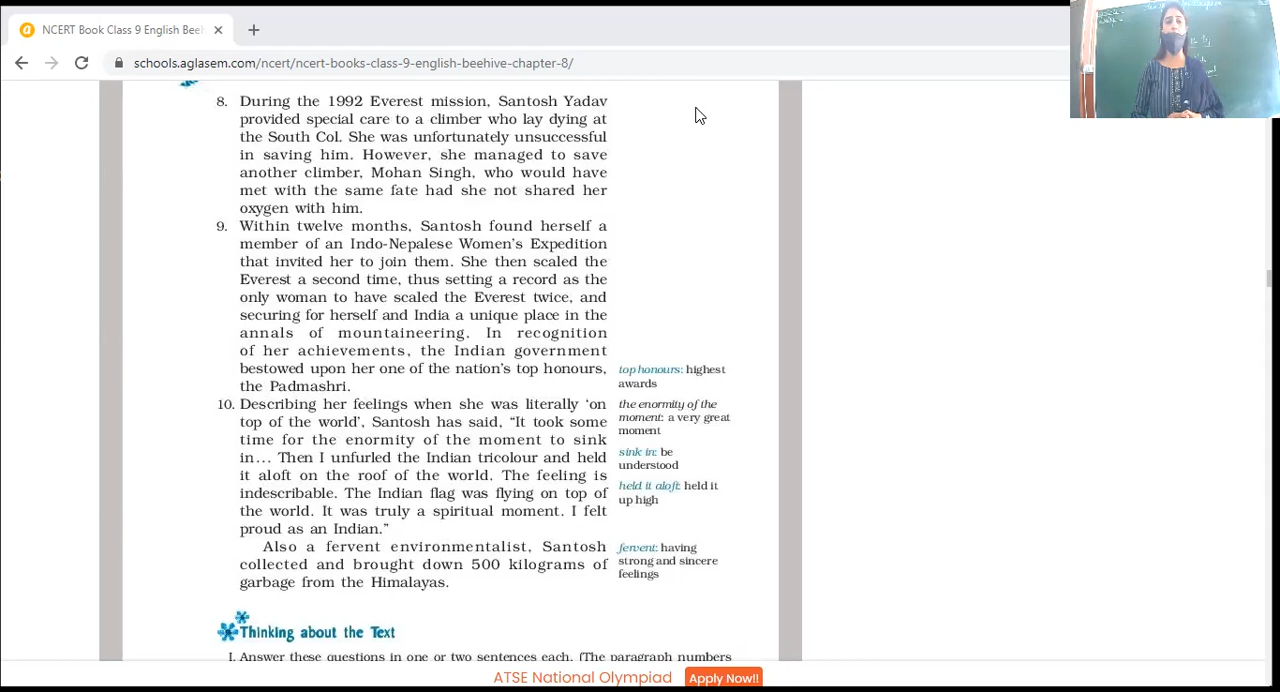 NCERT Book Class 9 English Bee
schools.aglasem.com/ncert/ncert-books-class-9-english-beehive-chapter-8/
8. During the 1992 Everest mission, Santosh Yadav
provided special care to a climber who lay dying at
the South Col. She was unfortunately unsuccessful
in saving him. However, she managed to save
another climber, Mohan Singh, who would have
met with the same fate had she not shared her
oxygen with him.
9. Within twelve months, Santosh found herself a
member of an Indo-Nepalese Women's Expedition
that invited her to join them. She then scaled the
Everest a second time, thus setting a record as the
only woman to have scaled the Everest twice, and
securing for herself and India a unique place in the
annals of mountaineering. In recognition
of her achievements, the Indian government
bestowed upon her one of the nation's top honours,
the Padmashri.
top honours: highest
awards
10. Describing her feelings when she was literally 'on
top of the world', Santosh has said, “It took some
time for the enormity of the moment to sink
in... Then I unfurled the Indian tricolour and held
it aloft on the roof of the world. The feeling is
indescribable. The Indian flag was flying on top of
the world. It was truly a spiritual moment. I felt
proud as an Indian.”
the enormity of the
moment: a very great
moment
sink in: be
understood
held it aloft: held it
up high
Also a fervent environmentalist, Santosh
collected and brought down 500 kilograms of
garbage from the Himalayas.
fervent: having
strong and sincere
feelings
Thinking about the Text
I. Answer these questions in one or two sentences each. (The paragraph numbers
ATSE National Olympiad
Apply Now!!